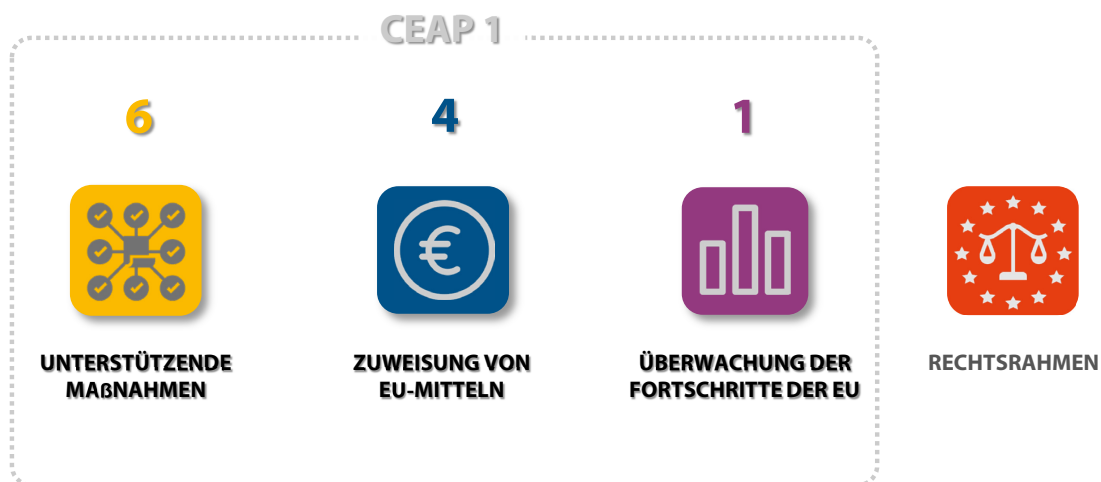 CEAP 1
6
4
1
UNTERSTÜTZENDE
MAßNAHMEN
ZUWEISUNG VON
EU-MITTELN
ÜBERWACHUNG DER
FORTSCHRITTE DER EU
RECHTSRAHMEN